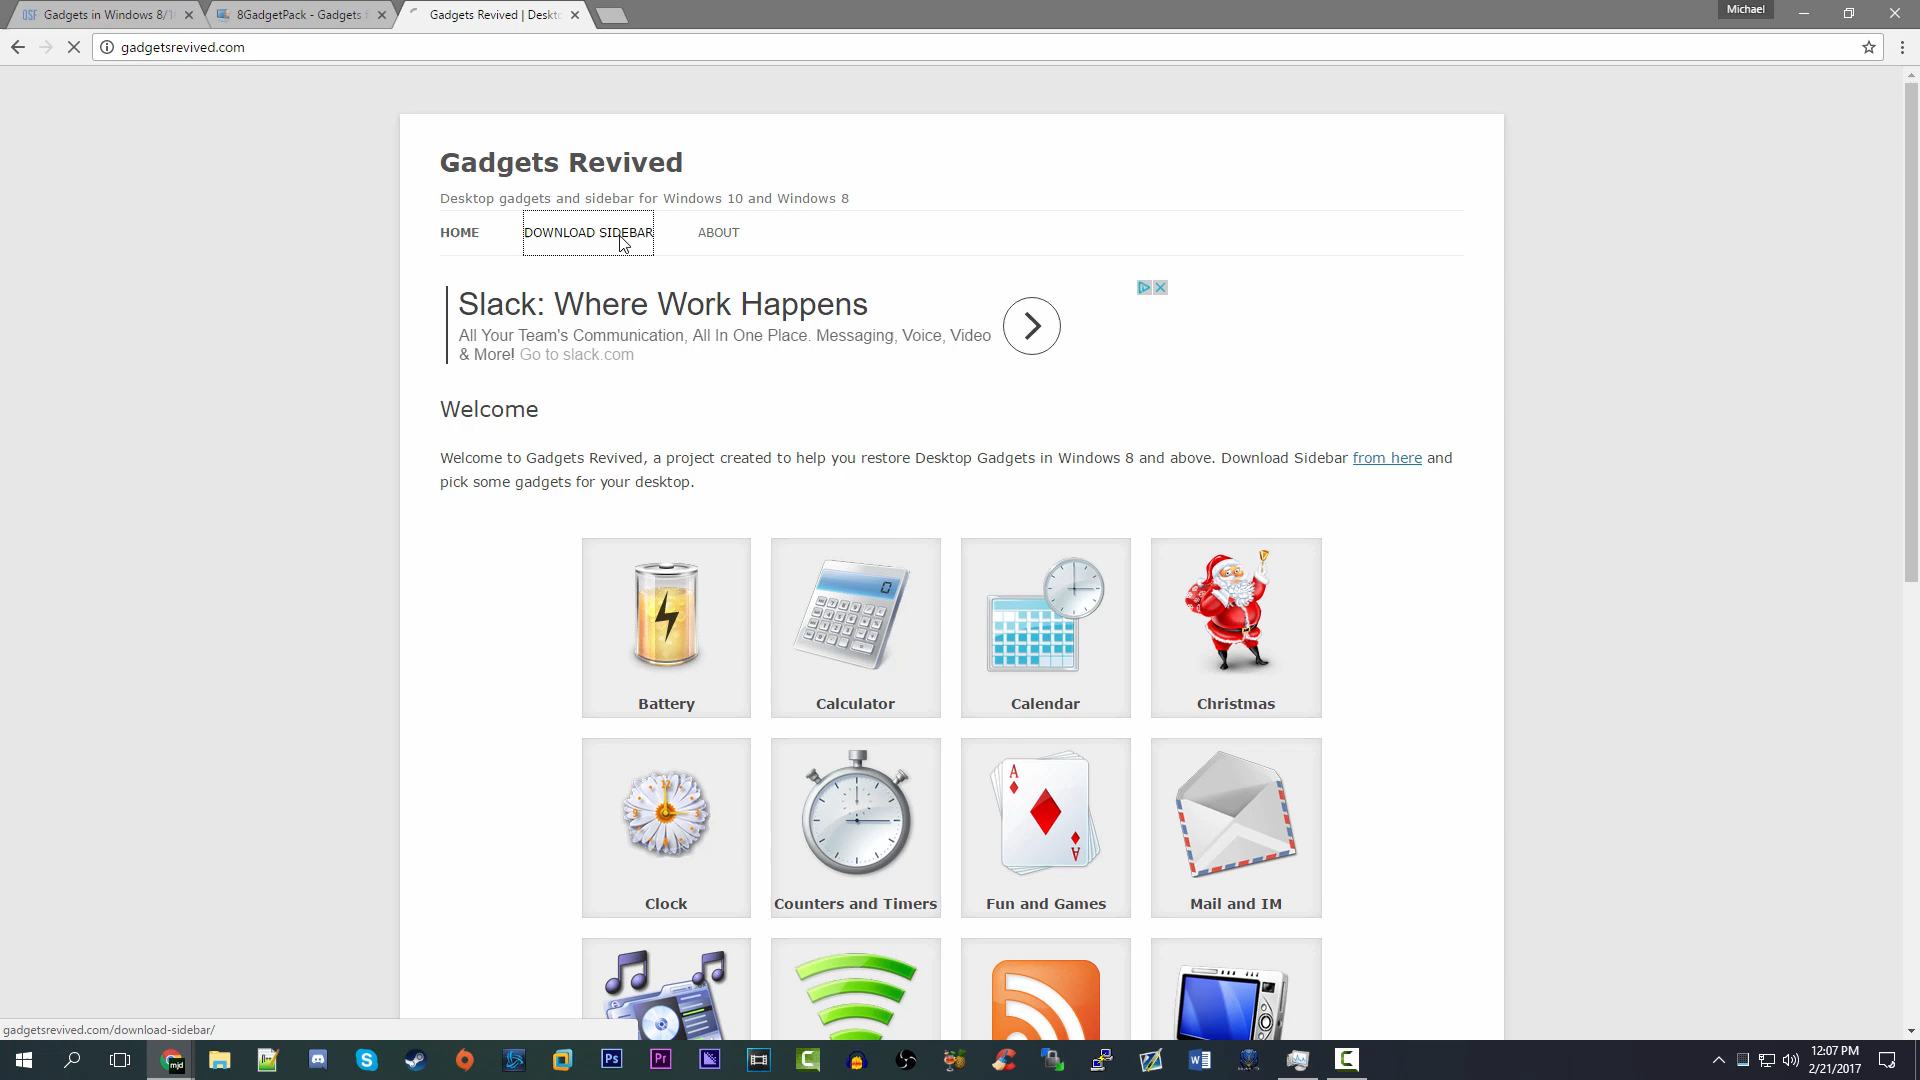 Gadgets in Windows 8/1
8GadgetPack - Gadgets f
Gadgets Revived | Deskto
Michael
gadgetsrevived.com
Gadgets Revived
Desktop gadgets and sidebar for Windows 10 and Windows 8
HOME
DOWNLOAD SIDEBAR
ABOUT
Slack: Where Work Happens
All Your Team's Communication, All In One Place. Messaging, Voice, Video
& More! Go to slack.com
Welcome
Welcome to Gadgets Revived, a project created to help you restore Desktop Gadgets in Windows 8 and above. Download Sidebar from here and
pick some gadgets for your desktop.
Battery
Calculator
Calendar
Christmas
Clock
Counters and Timers
Fun and Games
Mail and IM
gadgetsrevived.com/download-sidebar/
12:07 PM
2/21/2017